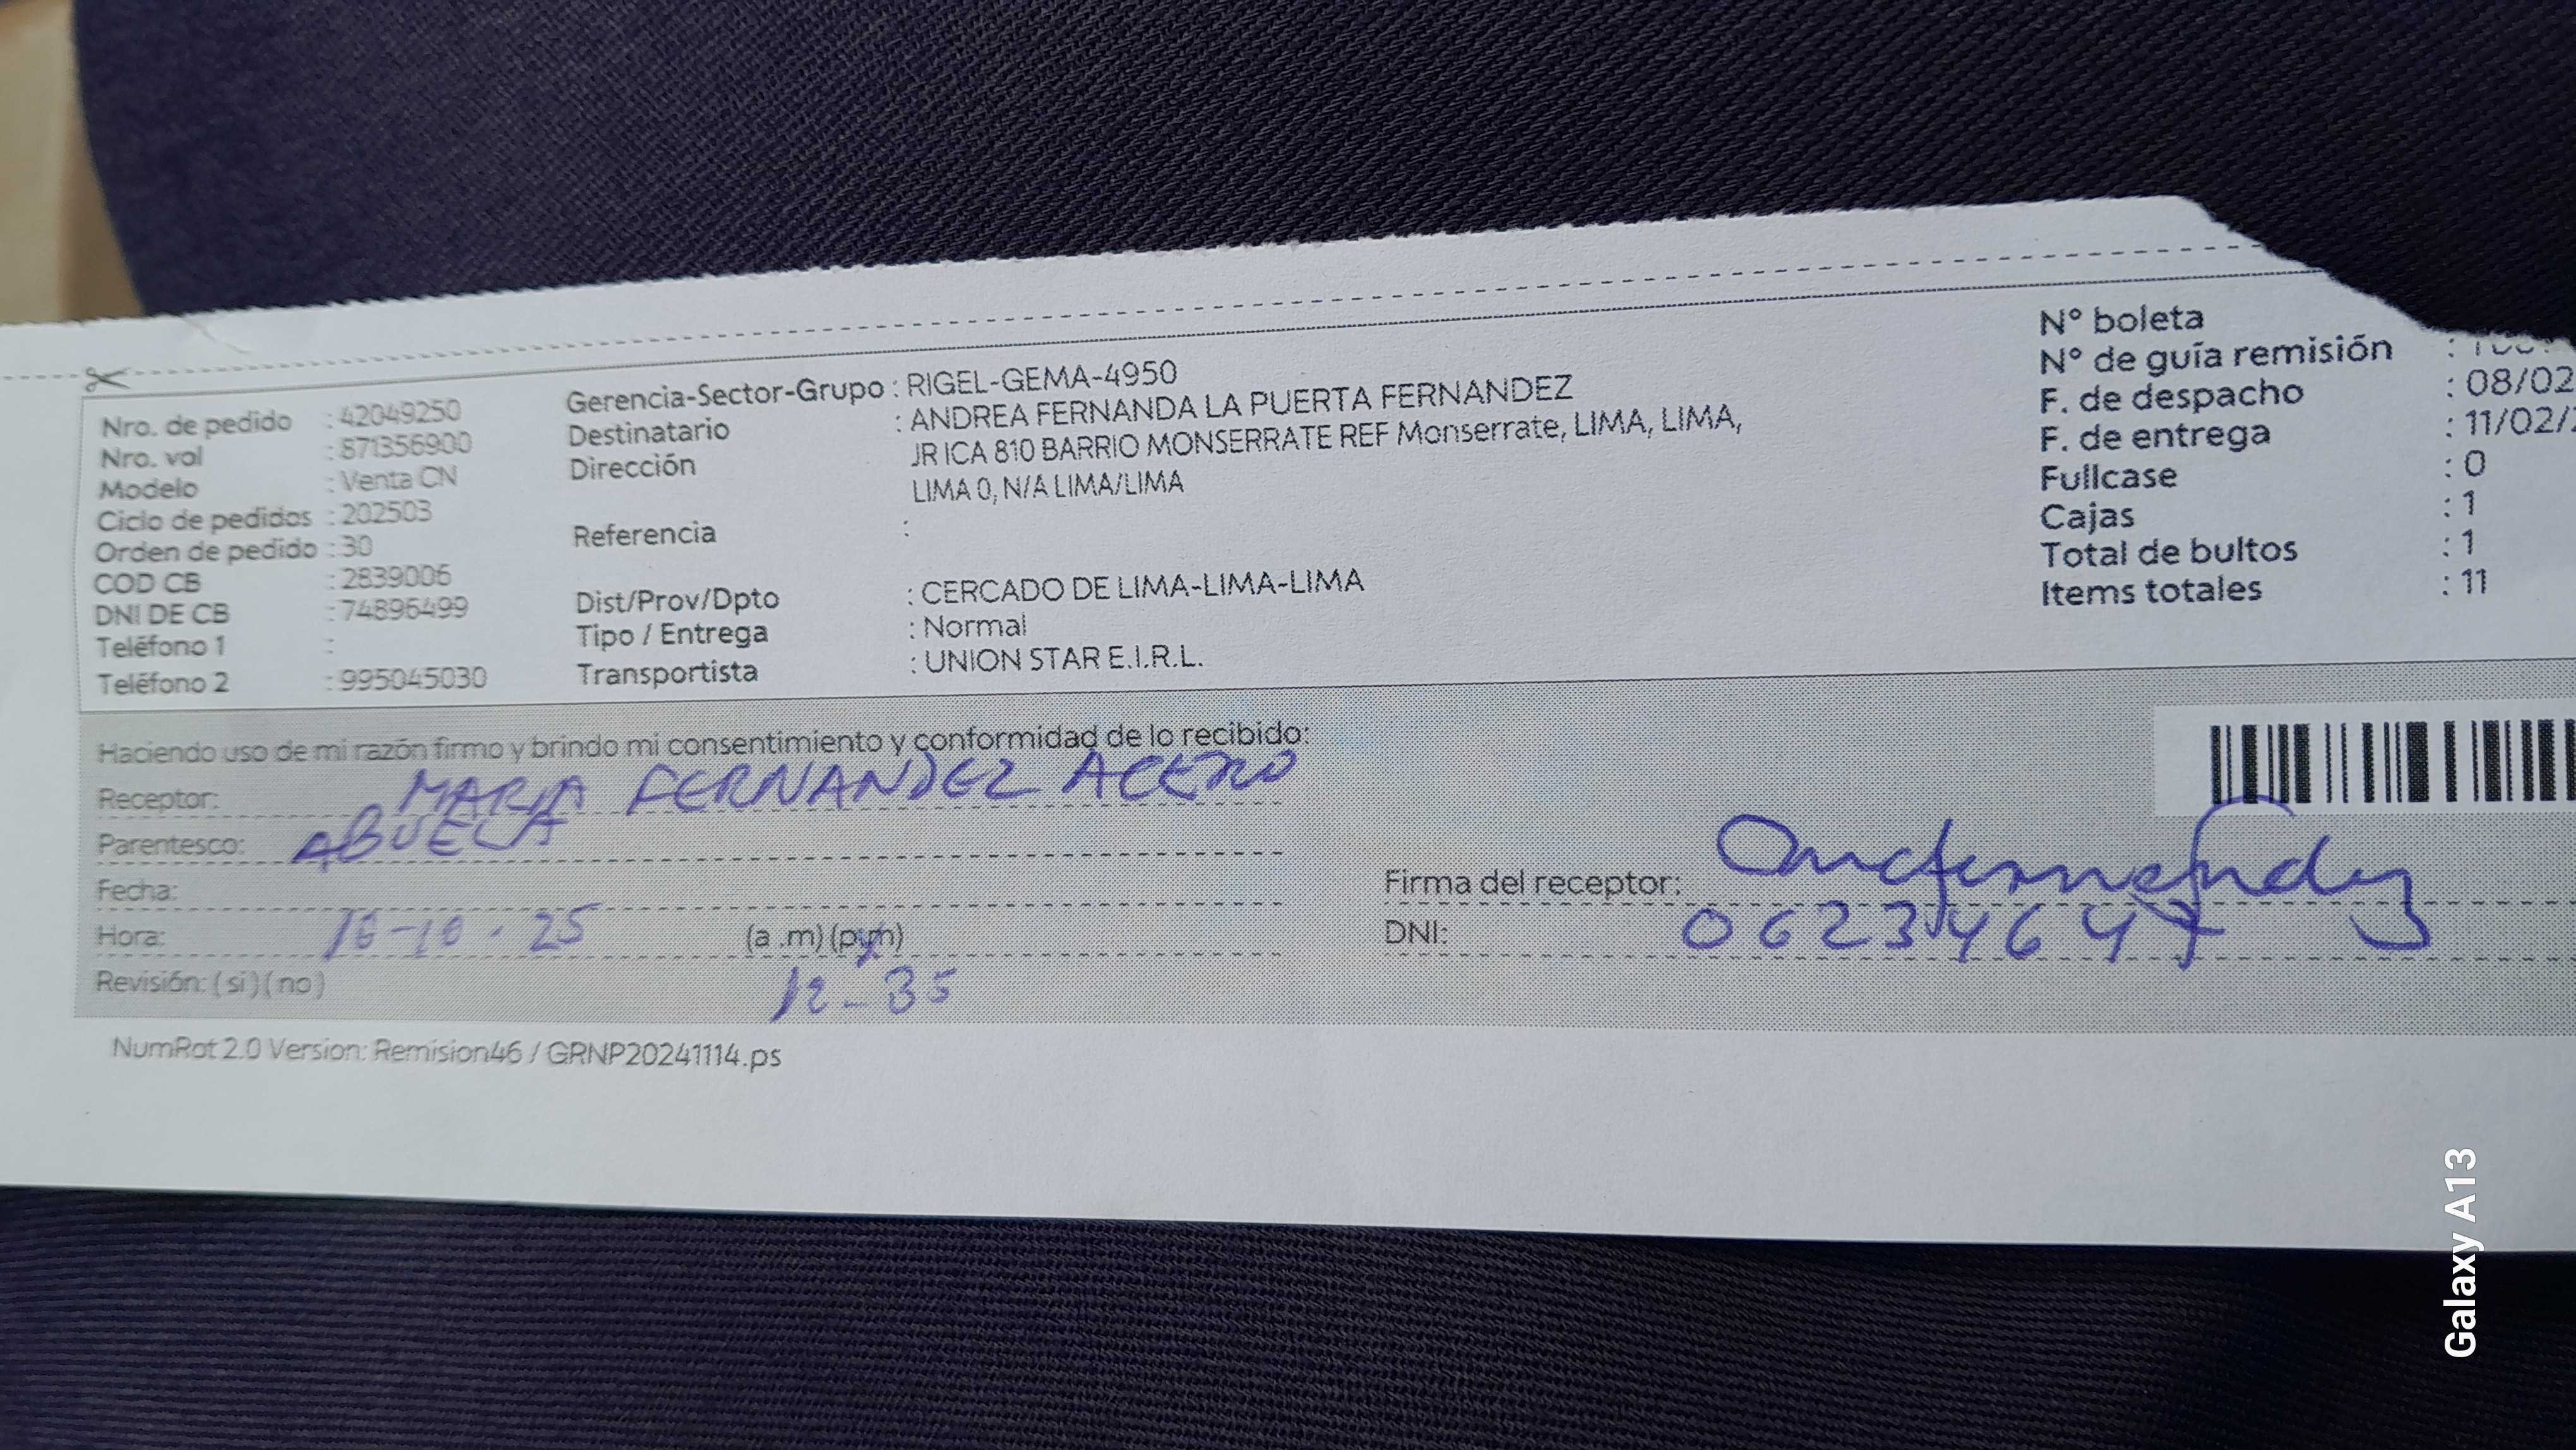 Nro. de pedido : 42049250
Nro. val : 871356900
Modelo : Venta CN
Ciclo de pedidos : 202503
Orden de pedido : 30
COD CB : 2839006
DNI DE CB : 74896499
Teléfono 1 :
Teléfono 2 : 995045030
Gerencia-Sector-Grupo : RIGEL-GEMA-4950
Destinatario : ANDREA FERNANDA LA PUERTA FERNANDEZ
Dirección JR ICA 810 BARRIO MONSERRATE REF Monserrate, LIMA, LIMA,
LIMA 0, N/A LIMA/LIMA
Referencia :
Dist/Prov/Dpto : CERCADO DE LIMA-LIMA-LIMA
Tipo / Entrega : Normal
Transportista : UNION STAR E.I.R.L.
N° boleta
N° de guía remisión :
F. de despacho : 08/02
F. de entrega : 11/02/
Fullcase : 0
Cajas : 1
Total de bultos : 1
Items totales : 11
Haciendo uso de mi razón firmo y brindo mi consentimiento y conformidad de lo recibido:
Receptor: MARIA FERNANDEZ ACERO
Parentesco: ABUELA
Fecha:
Hora: (a .m) (p.m)
12-35
Revisión: ( si ) ( no )
Firma del receptor:
DNI: 06234647
NumRot 2.0 Version: Remision46 / GRNP20241114.ps
Galaxy A13